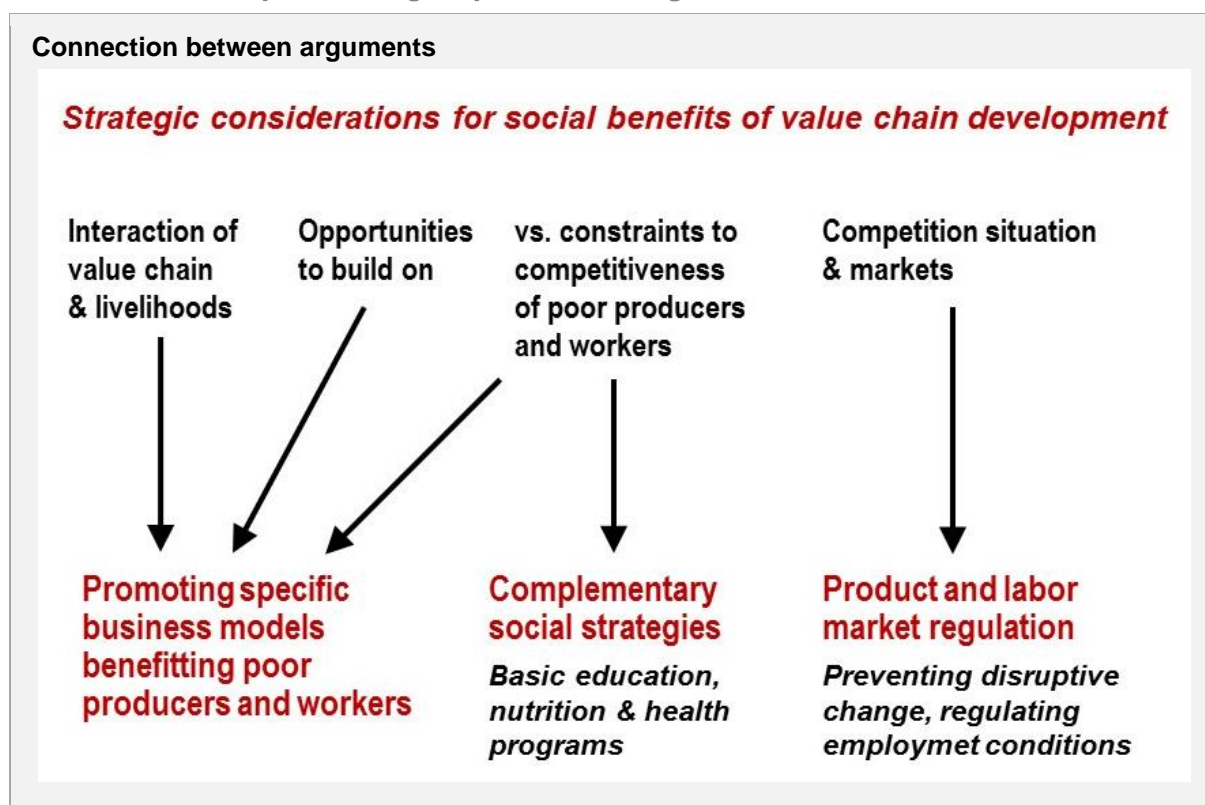 Connection between arguments
Strategic considerations for social benefits of value chain development
Interaction of
value chain
& livelihoods
Opportunities
to build on
vs. constraints to
competitiveness
of poor producers
and workers
Competition situation
& markets
Promoting specific
business models
benefitting poor
producers and workers
Complementary
social strategies
Basic education,
nutrition & health
programs
Product and labor
market regulation
Preventing disruptive
change, regulating
employmet conditions